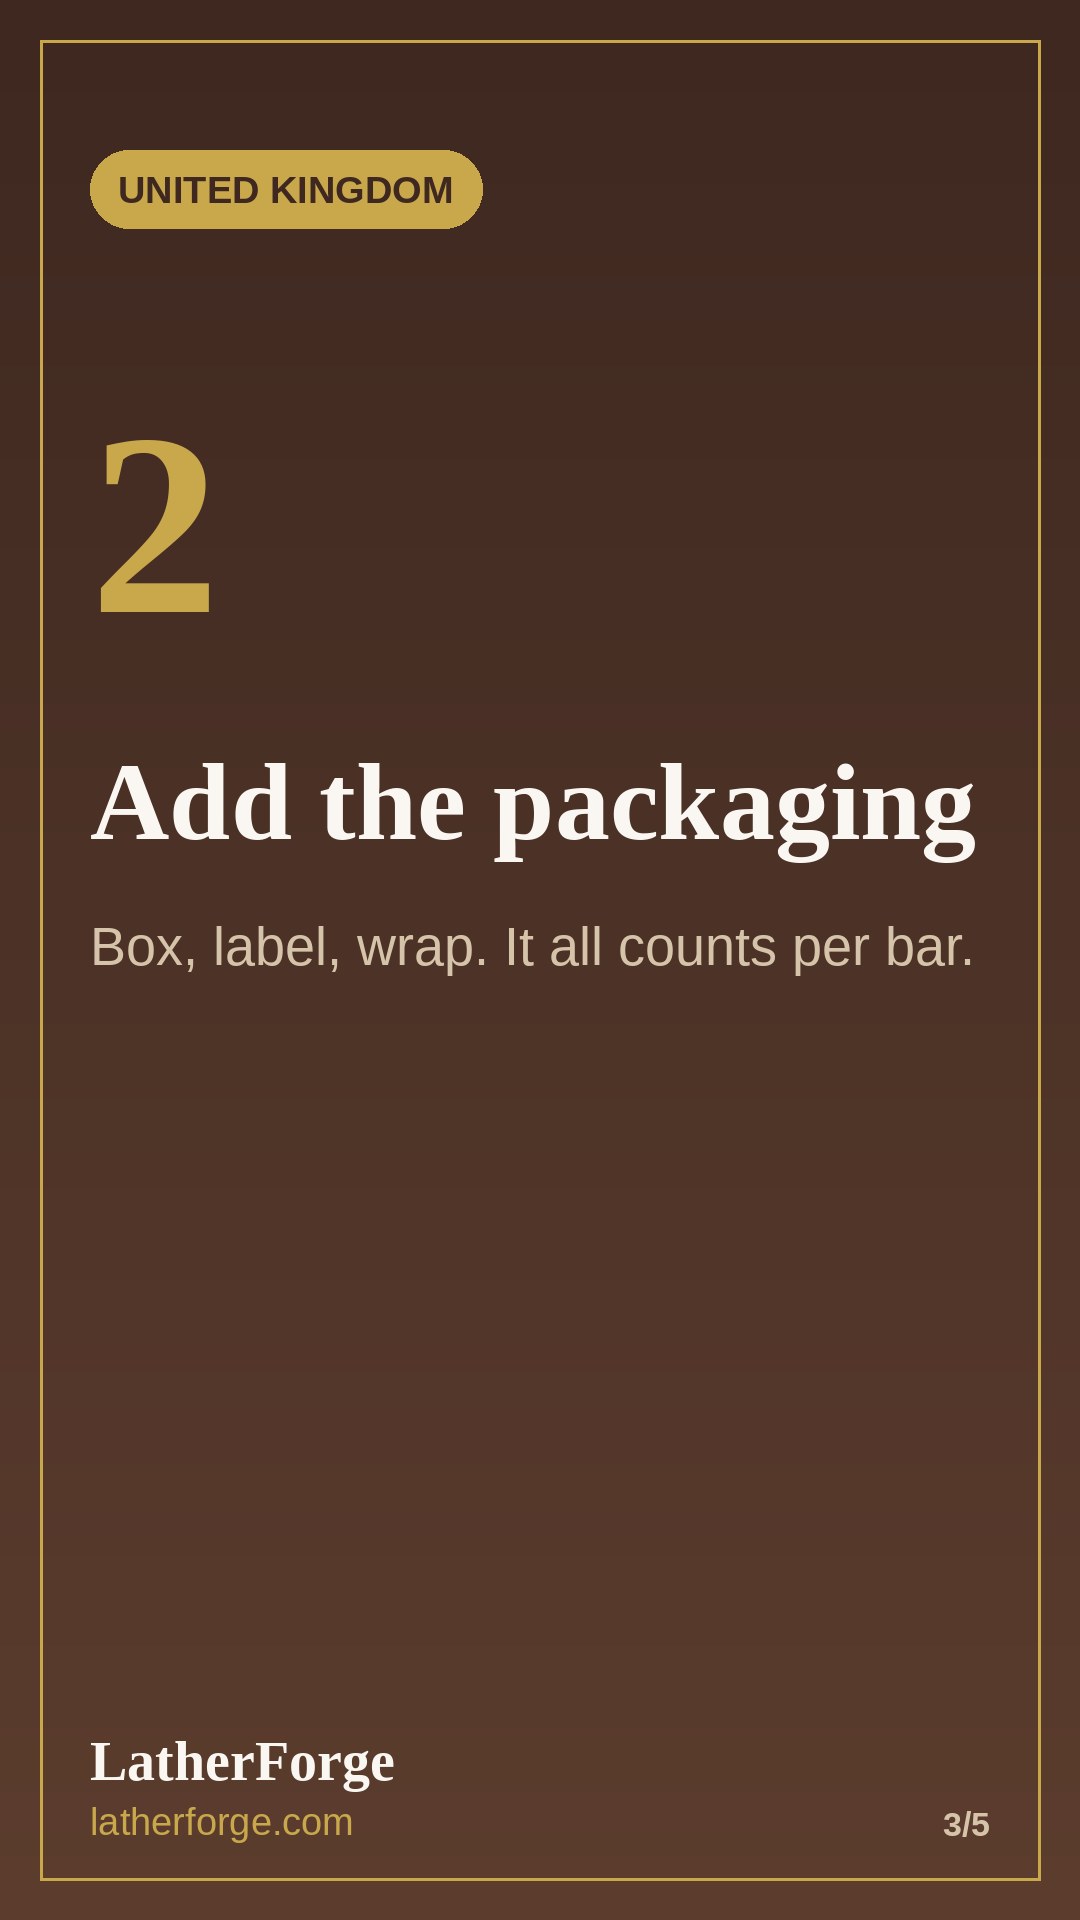 UNITED KINGDOM
2
Add the packaging
Box, label, wrap. It all counts per bar.
LatherForge
latherforge.com
3/5